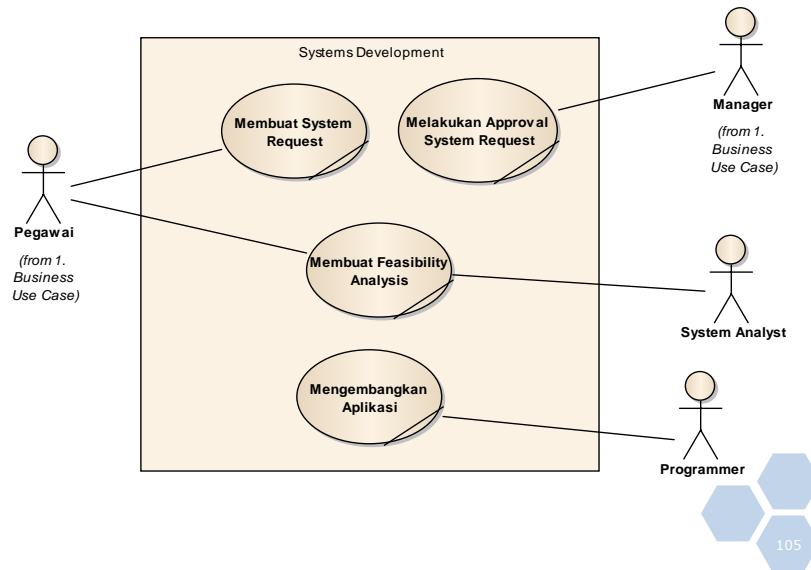 Systems Development
Membuat System
Request
Melakukan Approval
System Request
Manager
(from 1.
Business
Use Case)
Pegawai
(from 1.
Business
Use Case)
Membuat Feasibility
Analysis
System Analyst
Mengembangkan
Aplikasi
Programmer
105